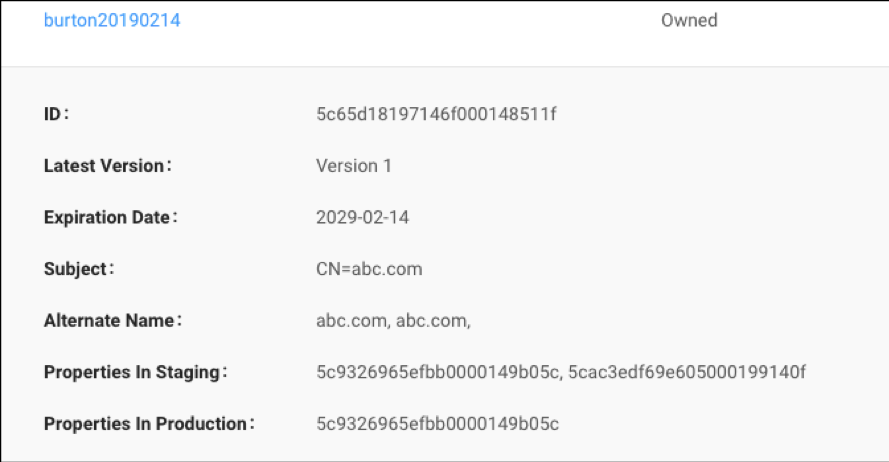 burton20190214 Owned
ID: 5c65d18197146f000148511f
Latest Version: Version 1
Expiration Date: 2029-02-14
Subject: CN=abc.com
Alternate Name: abc.com, abc.com,
Properties In Staging: 5c9326965efbb0000149b05c, 5cac3edf69e605000199140f
Properties In Production: 5c9326965efbb0000149b05c